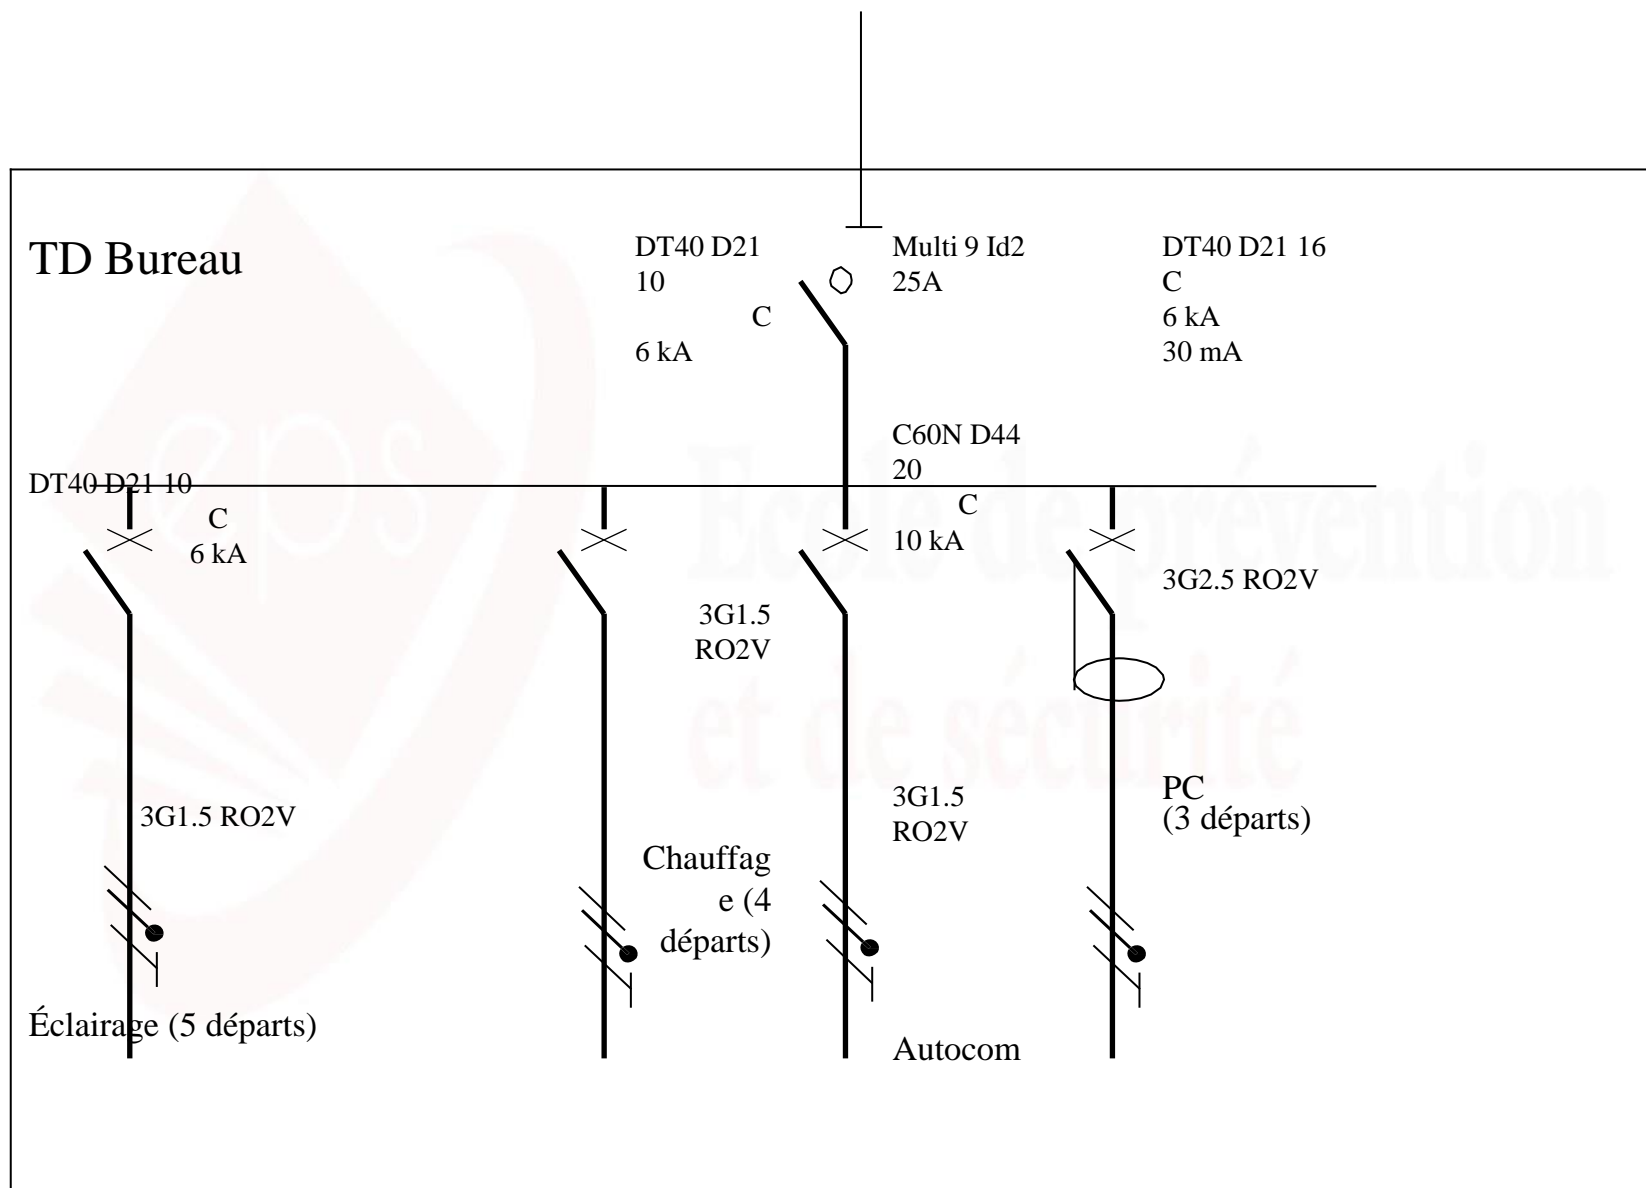 TD Bureau
DT40 D21
10
C
6 kA
Multi 9 Id2
25A
DT40 D21 16
C
6 kA
30 mA
C60N D44
20
C
10 kA
DT40 D21 10
C
6 kA
3G1.5
RO2V
3G2.5 RO2V
3G1.5 RO2V
3G1.5
RO2V
PC
(3 départs)
Chauffag
e (4
départs)
Éclairage (5 départs)
Autocom
eps
Ecole de prévention
et de sécurité